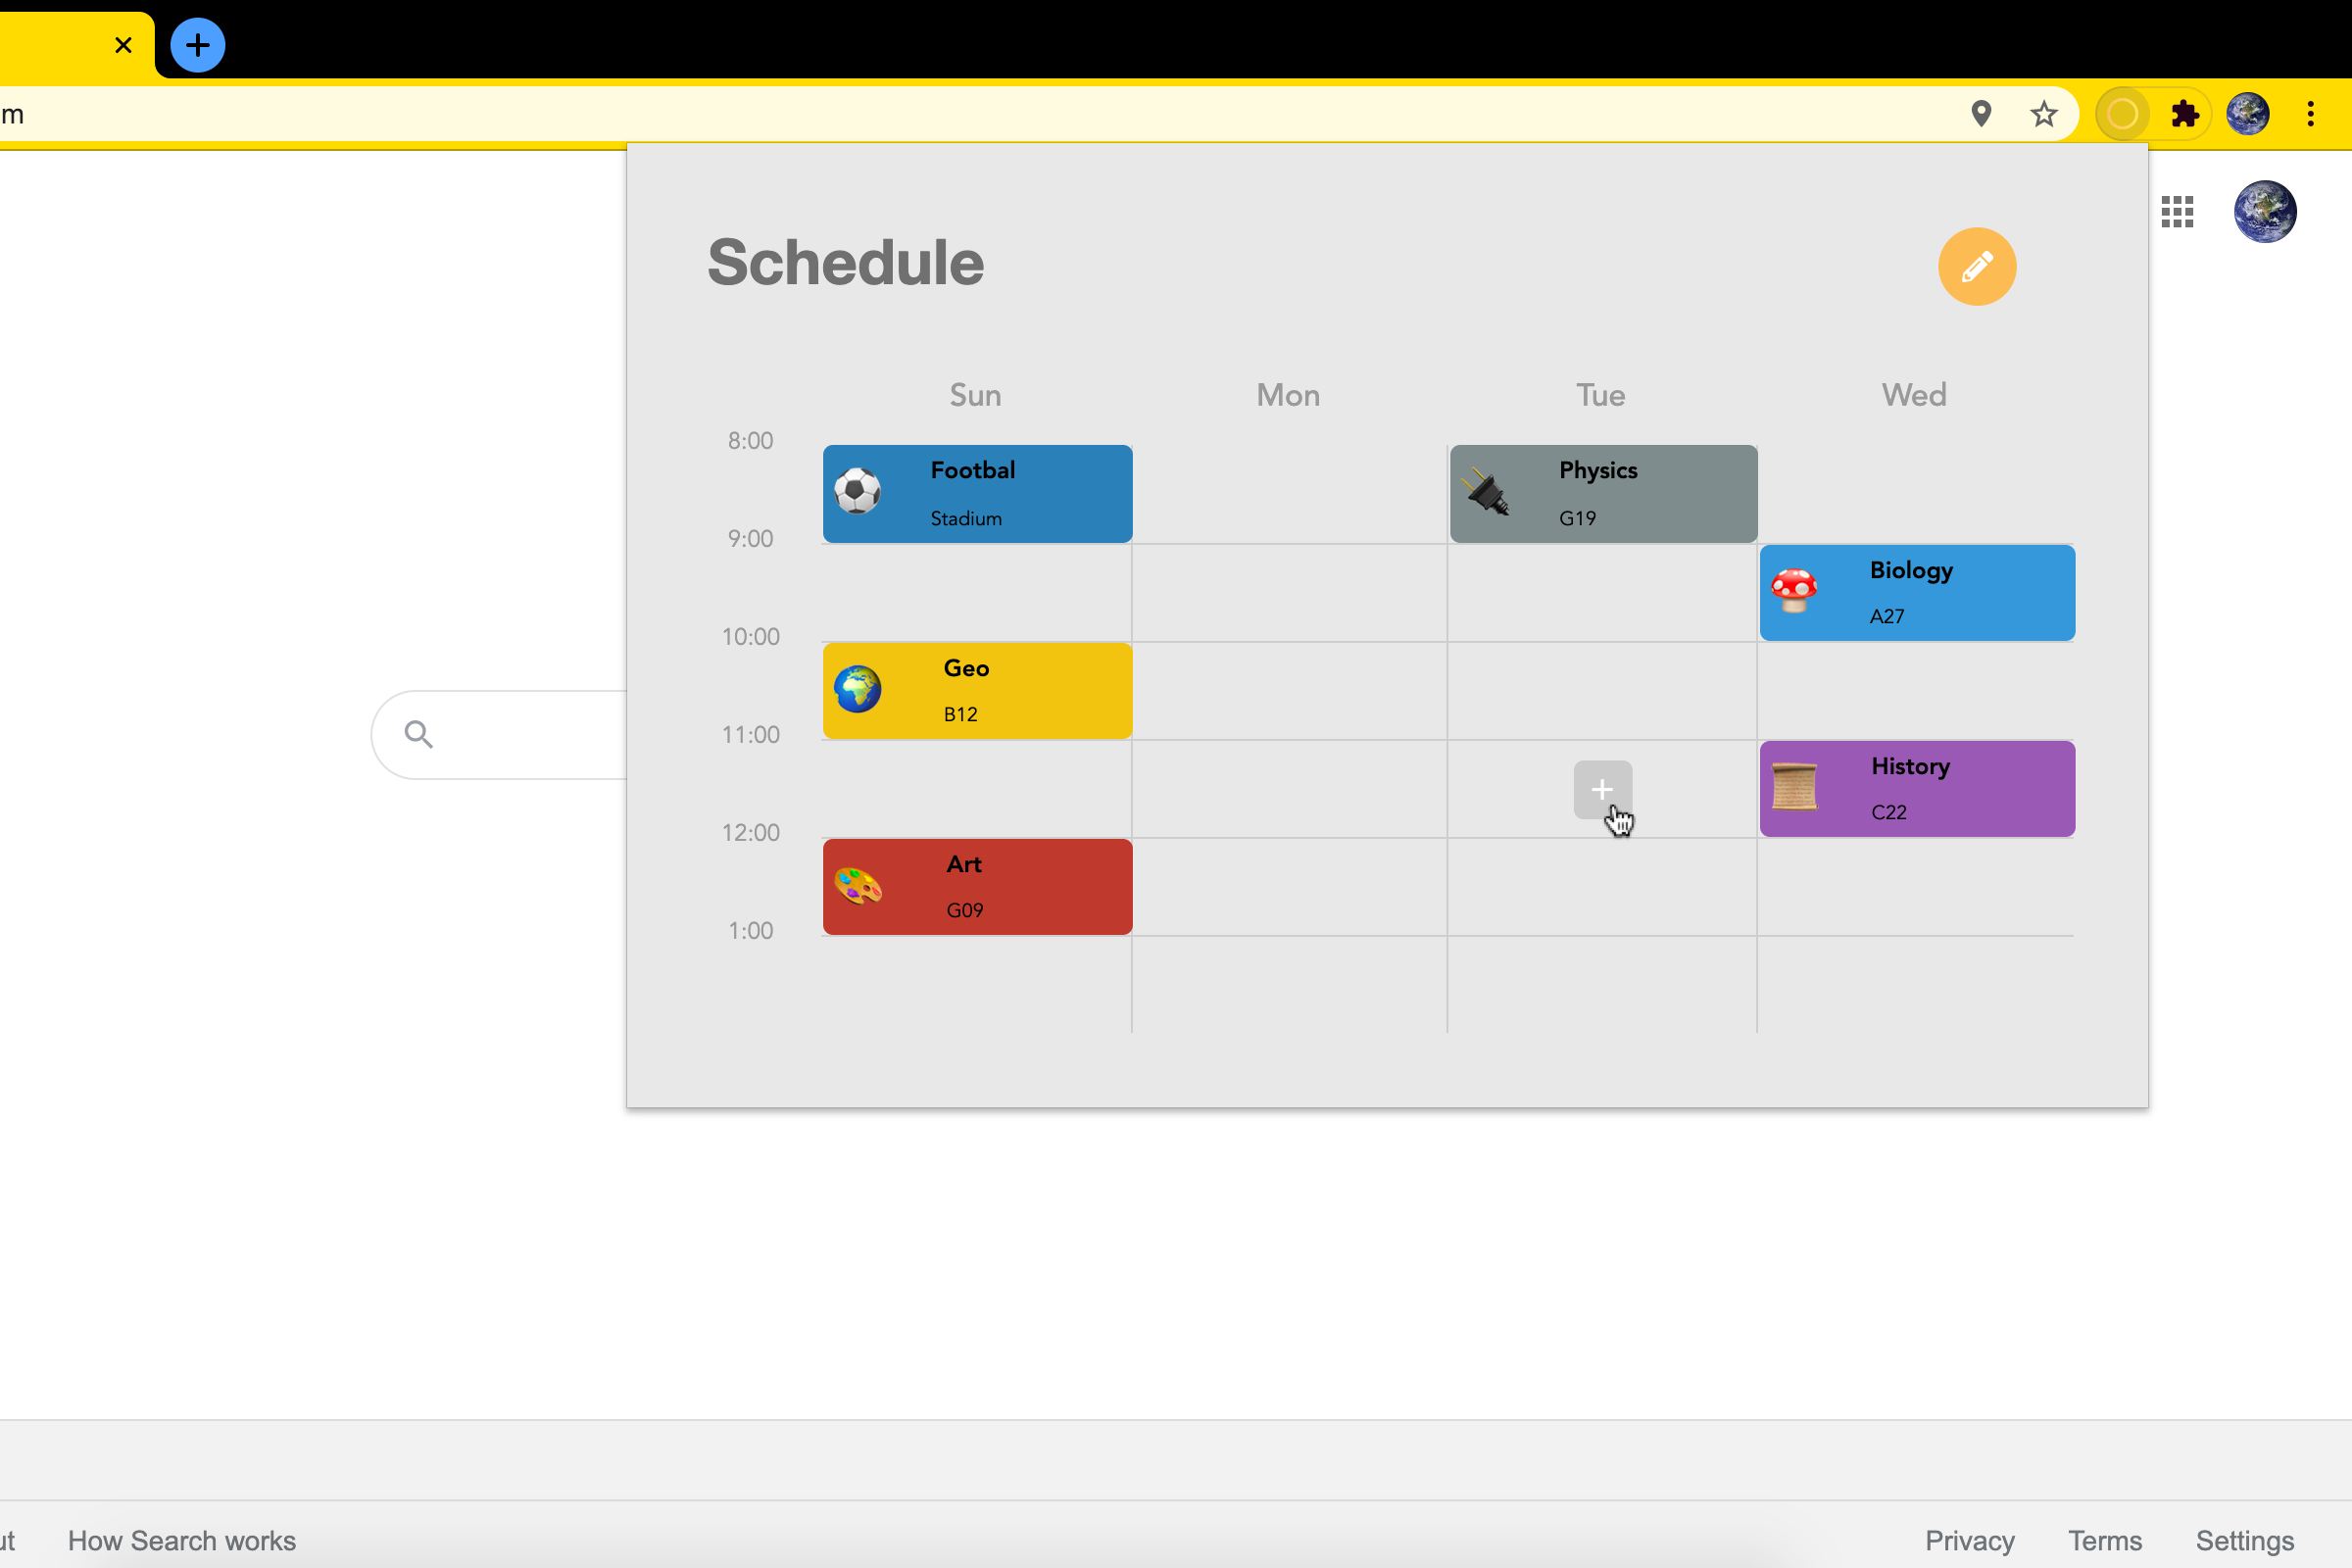 m
Schedule
Sun Mon Tue Wed
8:00
Footbal
Stadium
Physics
G19
9:00
Biology
A27
10:00
Geo
B12
11:00
History
C22
12:00
Art
G09
1:00
ut How Search works Privacy Terms Settings